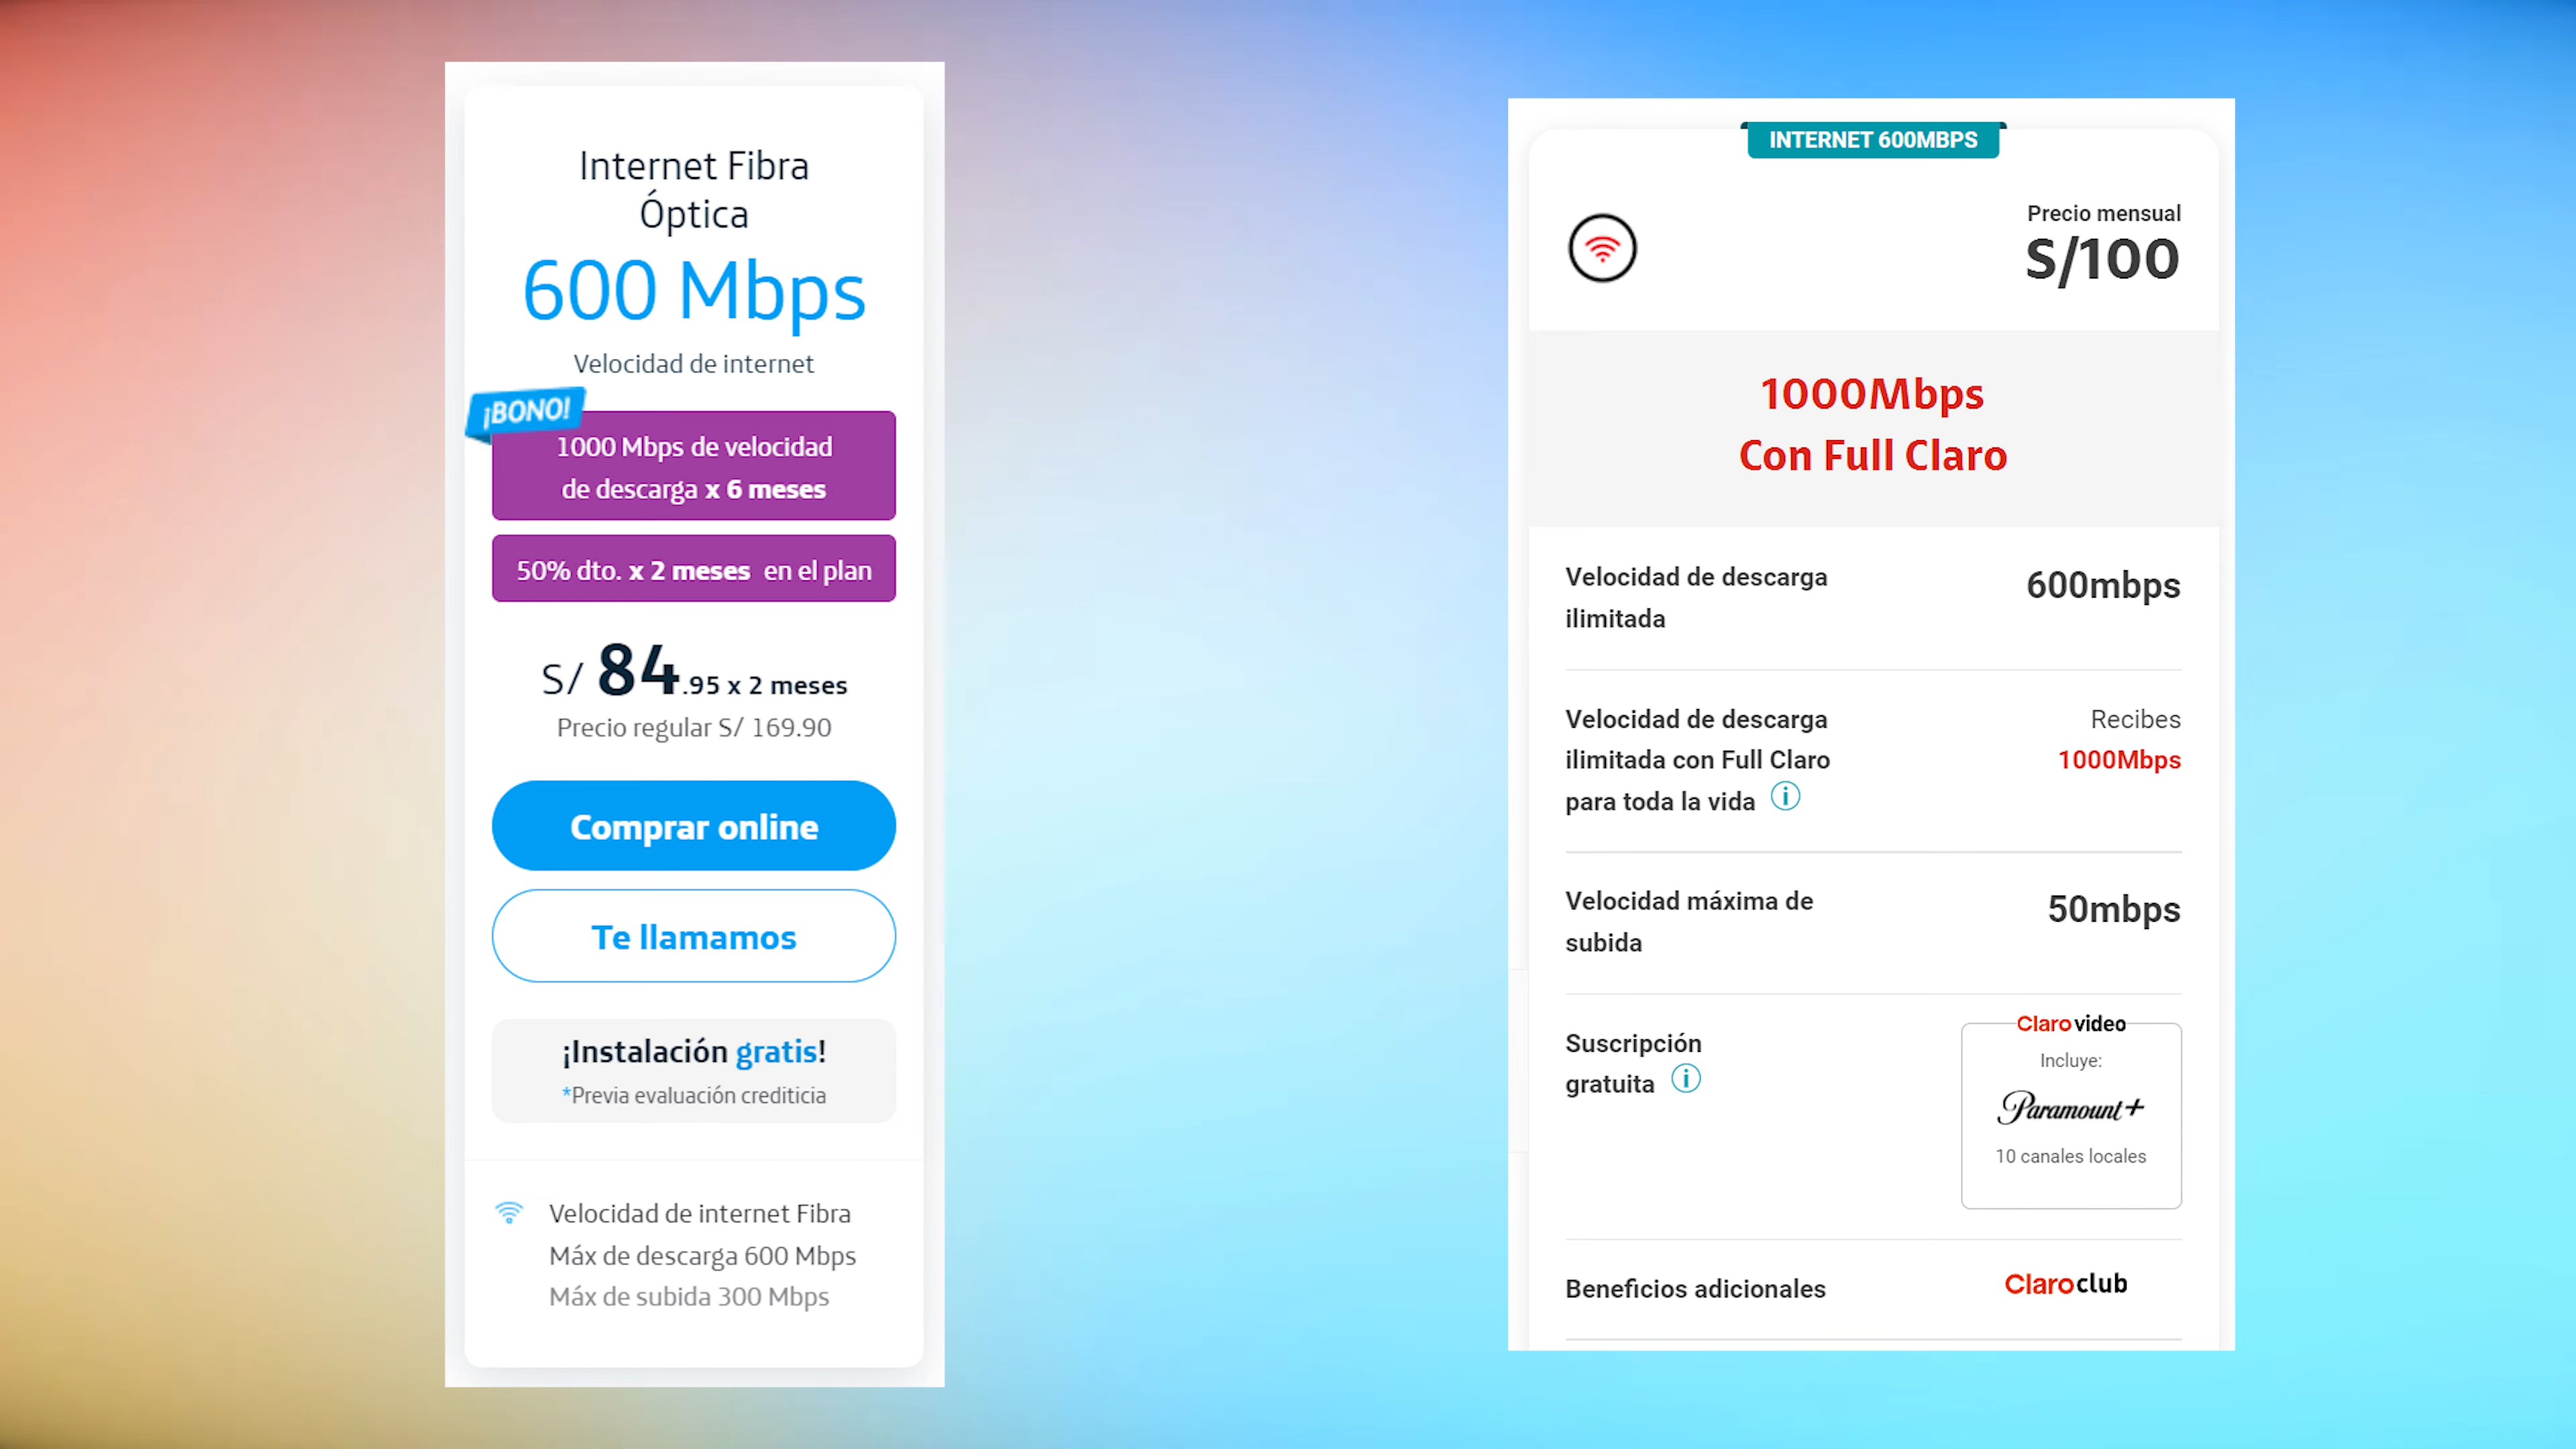 Internet Fibra
Óptica
600 Mbps
Velocidad de internet
¡BONO!
1000 Mbps de velocidad
de descarga x 6 meses
50% dto. x 2 meses en el plan
S/ 84.95 x 2 meses
Precio regular S/ 169.90
Comprar online
Te llamamos
¡Instalación gratis!
*Previa evaluación crediticia
Velocidad de internet Fibra
Máx de descarga 600 Mbps
Máx de subida 300 Mbps
INTERNET 600MBPS
Precio mensual
S/100
1000Mbps
Con Full Claro
Velocidad de descarga
ilimitada
600mbps
Velocidad de descarga
ilimitada con Full Claro
para toda la vida
Recibes
1000Mbps
Velocidad máxima de
subida
50mbps
Suscripción
gratuita
Claro video
Incluye:
Paramount+
10 canales locales
Beneficios adicionales
Claro club